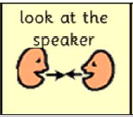 look at the
speaker